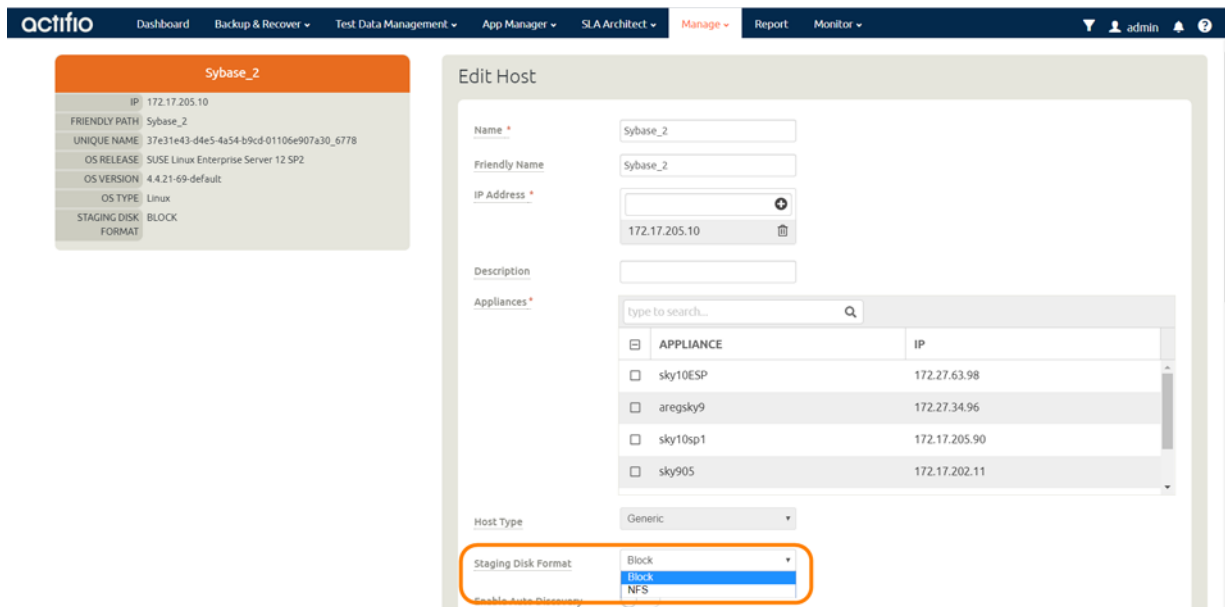 actifio Dashboard Backup & Recover Test Data Management App Manager SLA Architect Manage Report Monitor admin
Sybase_2
IP 172.17.205.10
FRIENDLY PATH Sybase_2
UNIQUE NAME 37e31e43-d4e5-4a54-b9cd-01106e907a30_6778
OS RELEASE SUSE Linux Enterprise Server 12 SP2
OS VERSION 4.4.21-69-default
OS TYPE Linux
STAGING DISK FORMAT BLOCK
Edit Host
Name * Sybase_2
Friendly Name Sybase_2
IP Address *
172.17.205.10
Description
Appliances *
type to search...
APPLIANCE IP
sky10ESP 172.27.63.98
aregsky9 172.27.34.96
sky10sp1 172.17.205.90
sky905 172.17.202.11
Host Type Generic
Staging Disk Format Block
Block
NFS
Enable Auto Discovery